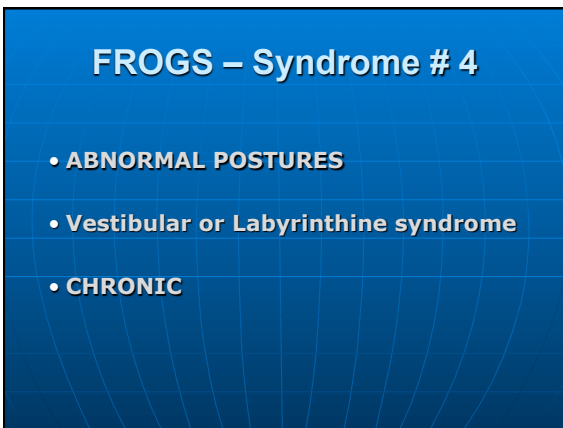 FROGS – Syndrome # 4
• ABNORMAL POSTURES
• Vestibular or Labyrinthine syndrome
• CHRONIC